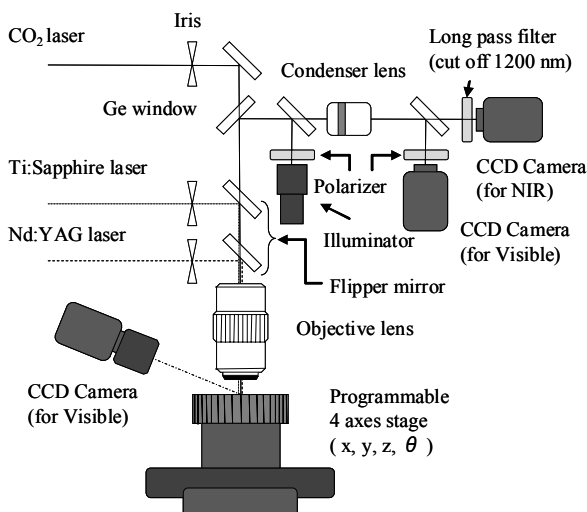 CO₂ laser
Iris
Long pass filter
(cut off 1200 nm)
Condenser lens
Ge window
CCD Camera
(for NIR)
Ti:Sapphire laser
Polarizer
CCD Camera
(for Visible)
Nd:YAG laser
Illuminator
Flipper mirror
Objective lens
CCD Camera
(for Visible)
Programmable
4 axes stage
( x, y, z, θ )